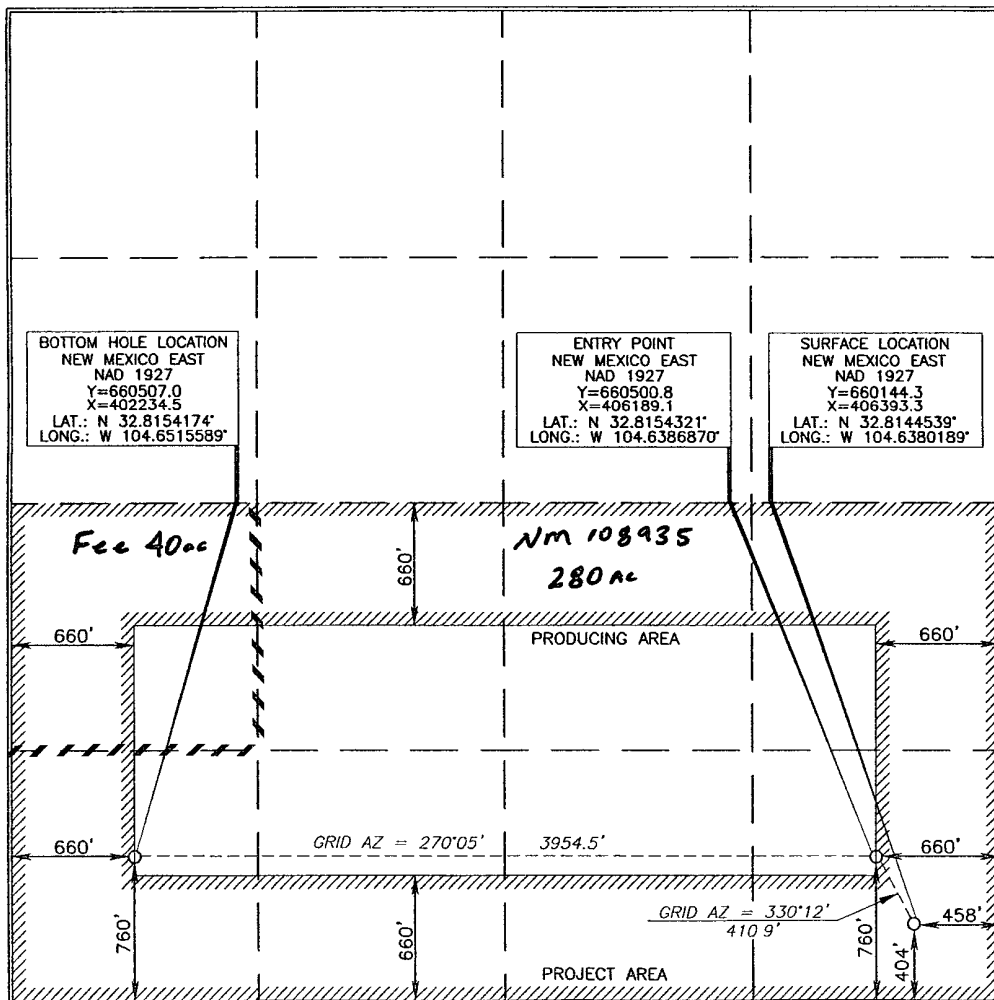 BOTTOM HOLE LOCATION
NEW MEXICO EAST
NAD 1927
Y=660507.0
X=402234.5
LAT.: N 32.8154174°
LONG.: W 104.6515589°
ENTRY POINT
NEW MEXICO EAST
NAD 1927
Y=660500.8
X=406189.1
LAT.: N 32.8154321°
LONG.: W 104.6386870°
SURFACE LOCATION
NEW MEXICO EAST
NAD 1927
Y=660144.3
X=406393.3
LAT.: N 32.8144539°
LONG.: W 104.6380189°
Fee 40ac
Nm 108935
280 Ac
660'
660'
PRODUCING AREA
660'
660'
GRID AZ = 270°05' 3954.5'
660'
760'
660'
760'
GRID AZ = 330°12'
410 9'
458'
404'
PROJECT AREA